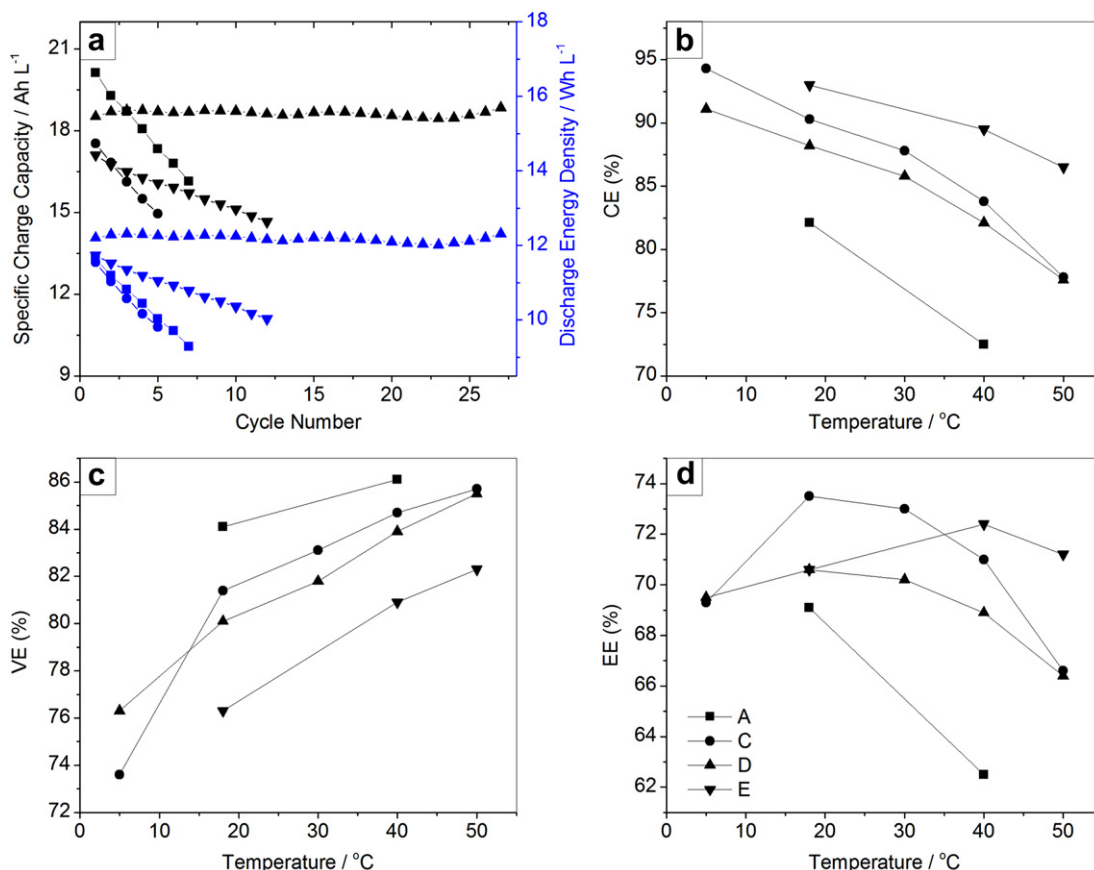 a
21
18
15
12
9
Specific Charge Capacity / Ah L⁻¹
0 5 10 15 20 25
Cycle Number
18
16
14
12
10
Discharge Energy Density / Wh L⁻¹
b
95
90
85
80
75
70
CE (%)
0 10 20 30 40 50
Temperature / °C
c
86
84
82
80
78
76
74
72
VE (%)
0 10 20 30 40 50
Temperature / °C
d
74
72
70
68
66
64
62
EE (%)
A
C
D
E
0 10 20 30 40 50
Temperature / °C